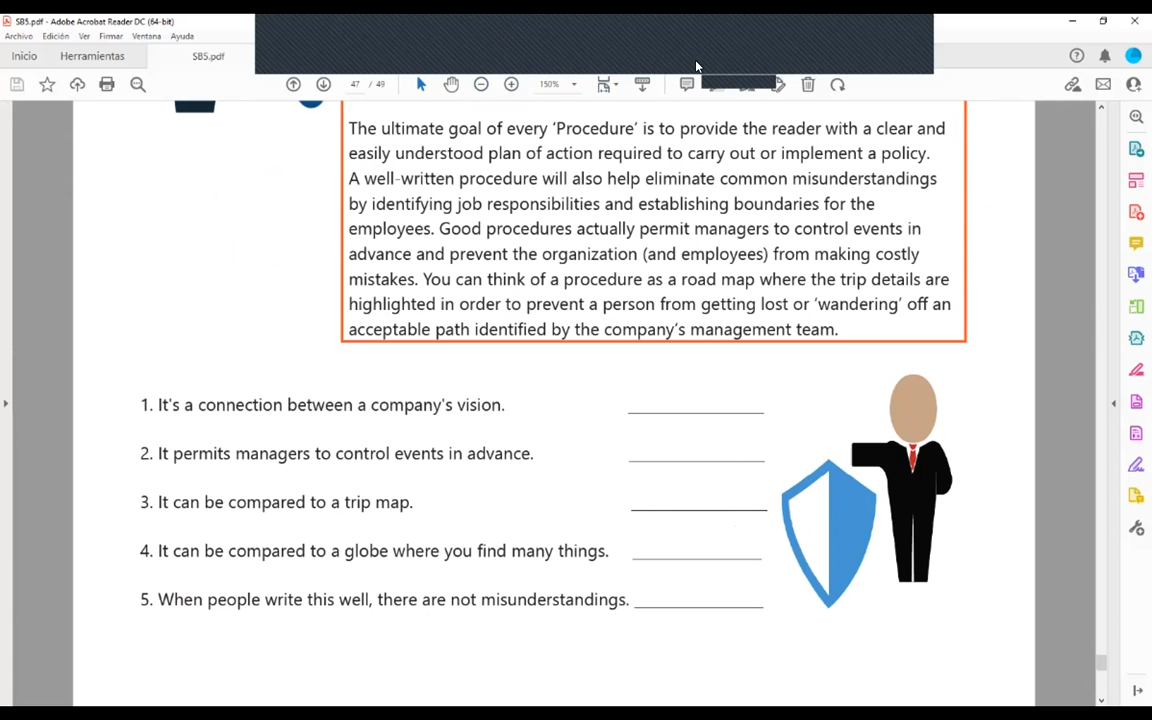 SB5.pdf - Adobe Acrobat Reader DC (64-bit)
Archivo Edición Ver Firmar Ventana Ayuda
Inicio Herramientas SB5.pdf
47 / 49 150%
The ultimate goal of every ‘Procedure’ is to provide the reader with a clear and
easily understood plan of action required to carry out or implement a policy.
A well-written procedure will also help eliminate common misunderstandings
by identifying job responsibilities and establishing boundaries for the
employees. Good procedures actually permit managers to control events in
advance and prevent the organization (and employees) from making costly
mistakes. You can think of a procedure as a road map where the trip details are
highlighted in order to prevent a person from getting lost or ‘wandering’ off an
acceptable path identified by the company’s management team.
1. It's a connection between a company's vision. ______________
2. It permits managers to control events in advance. ______________
3. It can be compared to a trip map. ______________
4. It can be compared to a globe where you find many things. ______________
5. When people write this well, there are not misunderstandings. ______________